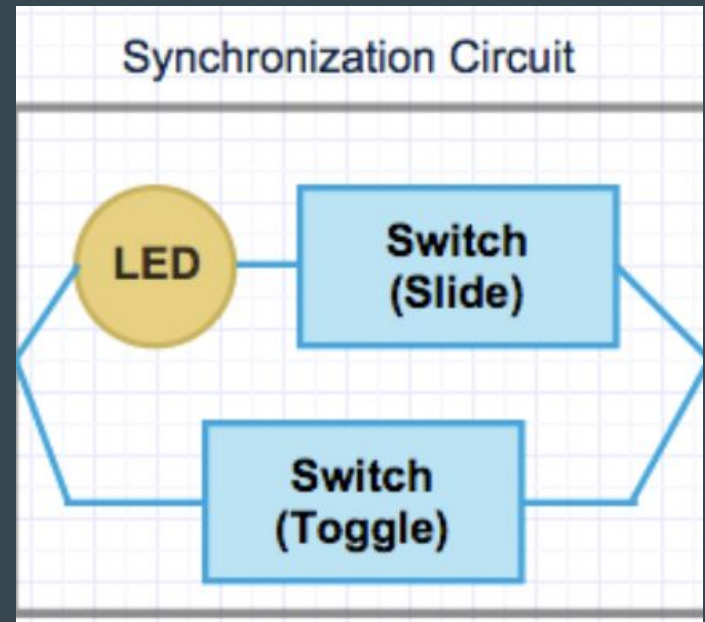 Synchronization Circuit
LED
Switch
(Slide)
Switch
(Toggle)